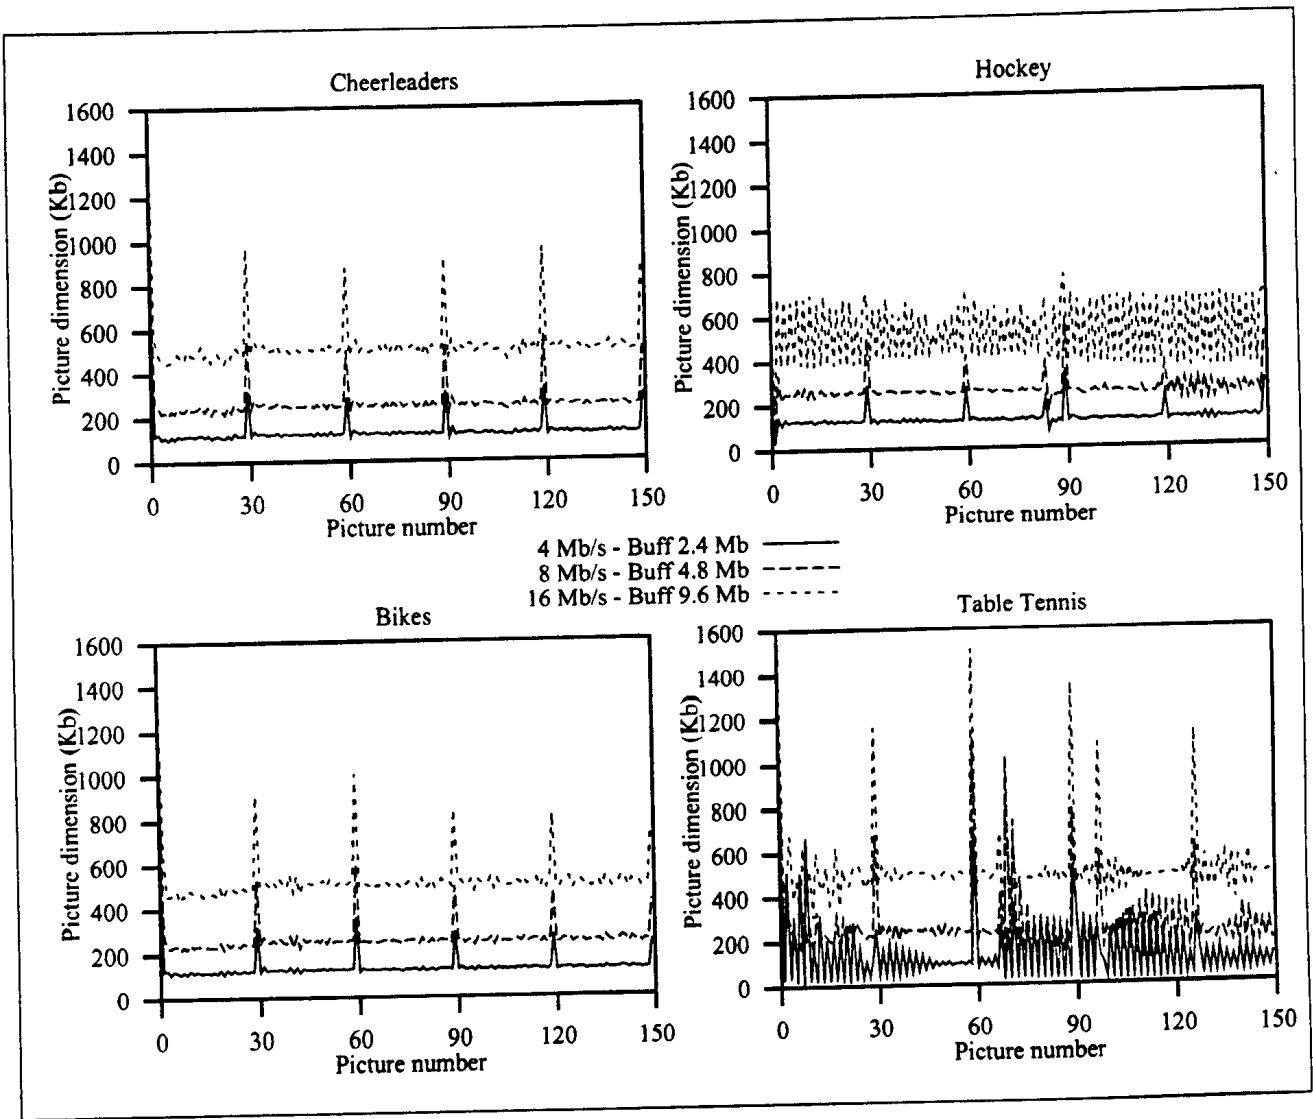 Cheerleaders
1600
1400
1200
1000
800
600
400
200
0
Picture dimension (Kb)
0 30 60 90 120 150
Picture number
Hockey
1600
1400
1200
1000
800
600
400
200
0
Picture dimension (Kb)
0 30 60 90 120 150
Picture number
4 Mb/s - Buff 2.4 Mb
8 Mb/s - Buff 4.8 Mb
16 Mb/s - Buff 9.6 Mb
Bikes
1600
1400
1200
1000
800
600
400
200
0
Picture dimension (Kb)
0 30 60 90 120 150
Picture number
Table Tennis
1600
1400
1200
1000
800
600
400
200
0
Picture dimension (Kb)
0 30 60 90 120 150
Picture number